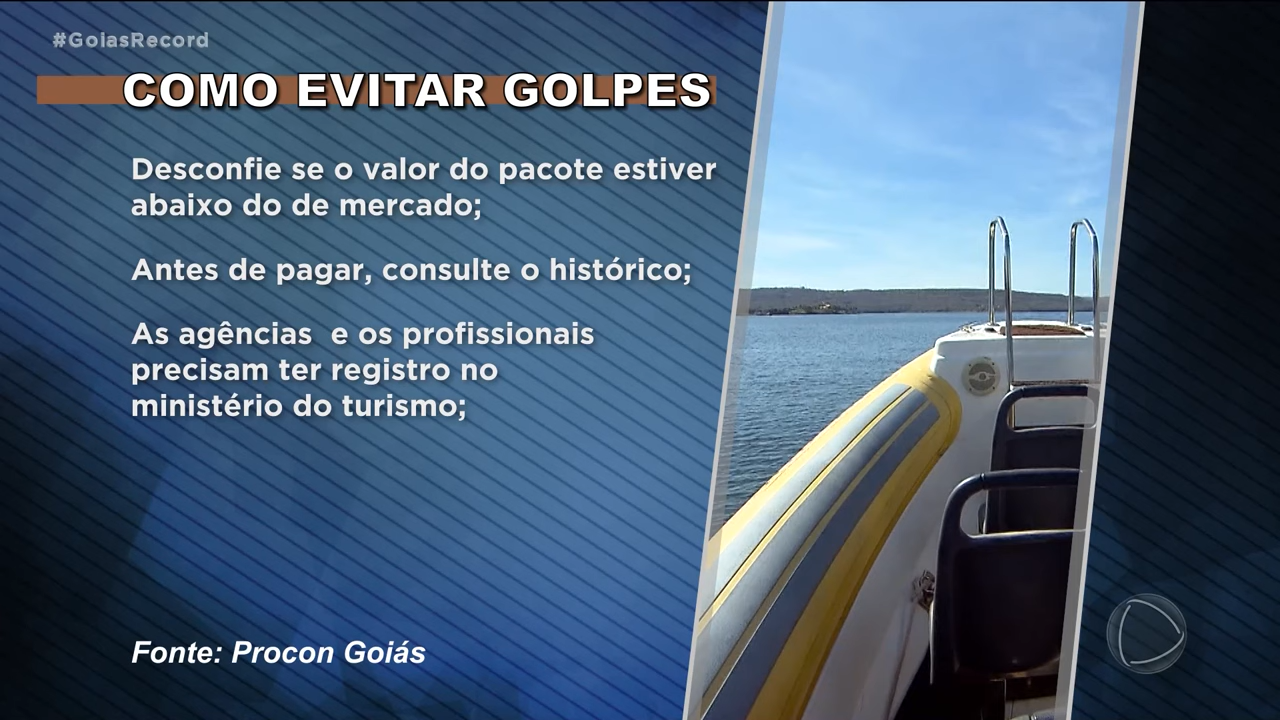 #GoiasRecord
COMO EVITAR GOLPES
Desconfie se o valor do pacote estiver
abaixo do de mercado;
Antes de pagar, consulte o histórico;
As agências  e os profissionais
precisam ter registro no
ministério do turismo;
Fonte: Procon Goiás